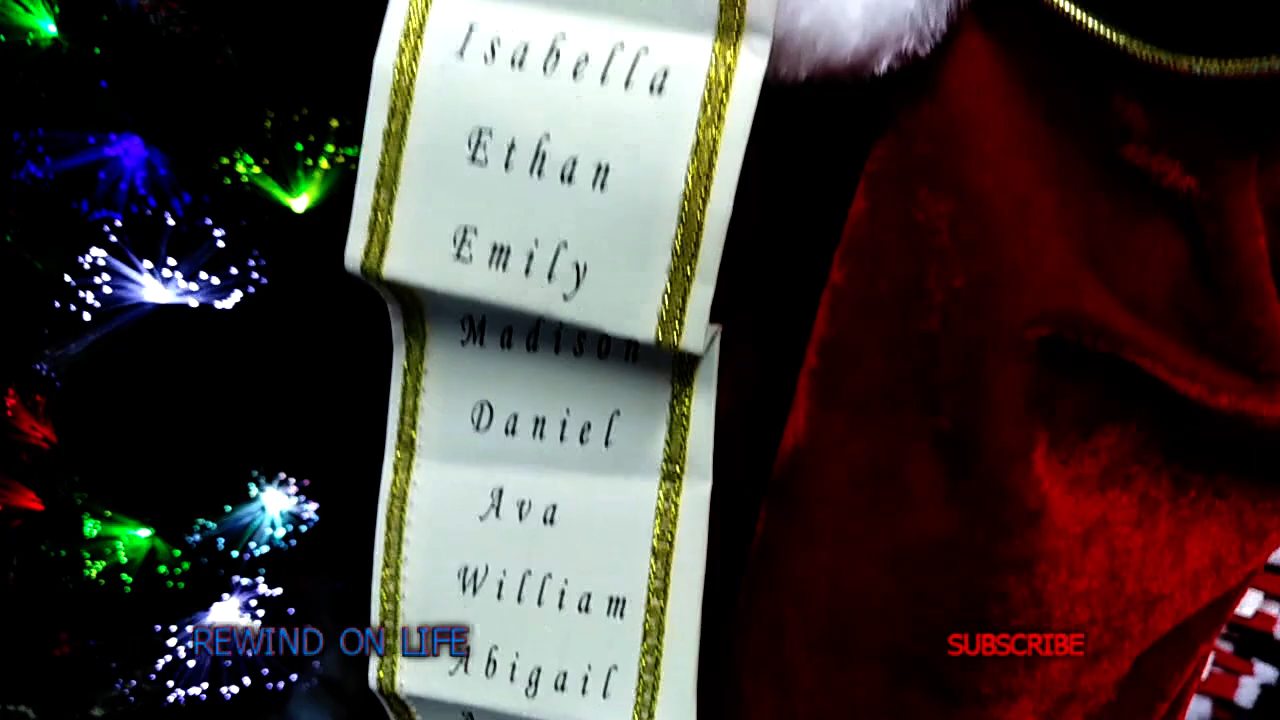 Isabella
Ethan
Emily
Madison
Daniel
Ava
William
Abigail
REWIND ON LIFE
SUBSCRIBE